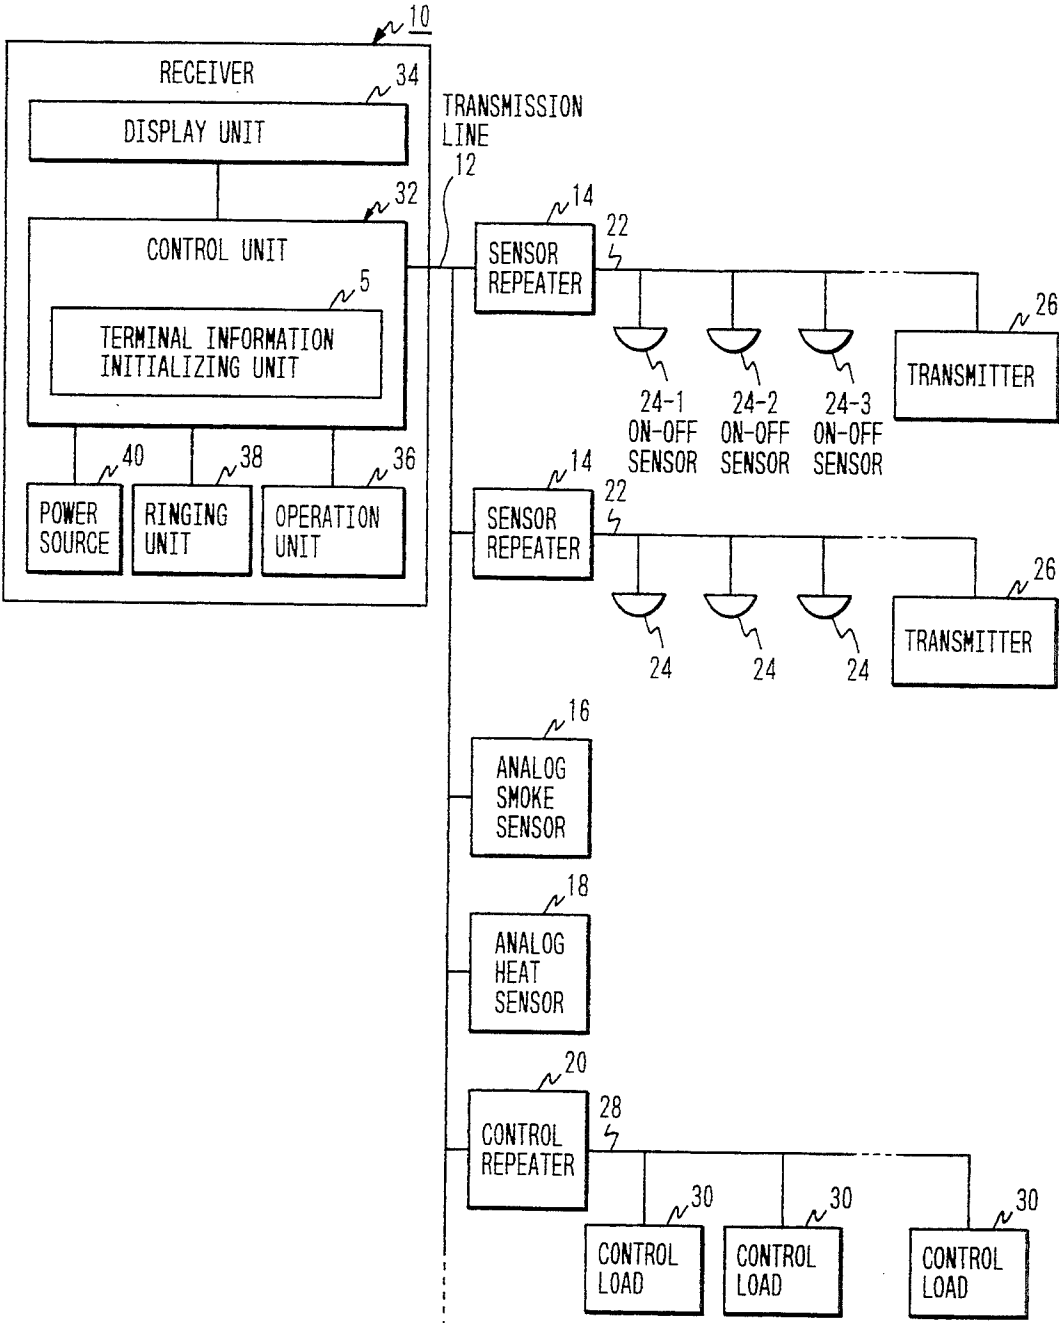 10
RECEIVER
34
DISPLAY UNIT
TRANSMISSION
LINE
12
32
CONTROL UNIT
5
TERMINAL INFORMATION
INITIALIZING UNIT
40
38
36
POWER
SOURCE
RINGING
UNIT
OPERATION
UNIT
14
SENSOR
REPEATER
22
26
TRANSMITTER
24-1
ON-OFF
SENSOR
24-2
ON-OFF
SENSOR
24-3
ON-OFF
SENSOR
14
SENSOR
REPEATER
22
26
TRANSMITTER
24
24
24
16
ANALOG
SMOKE
SENSOR
18
ANALOG
HEAT
SENSOR
20
CONTROL
REPEATER
28
30
CONTROL
LOAD
30
CONTROL
LOAD
30
CONTROL
LOAD